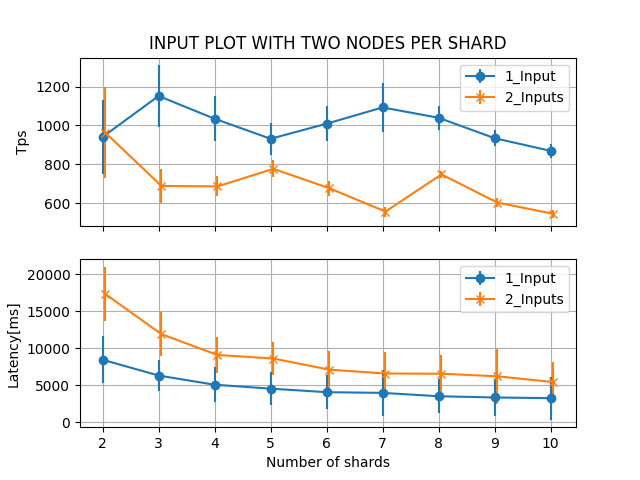 INPUT PLOT WITH TWO NODES PER SHARD
1200
1000
800
600
Tps
1_Input
2_Inputs
20000
15000
10000
5000
0
Latency[ms]
1_Input
2_Inputs
2 3 4 5 6 7 8 9 10
Number of shards